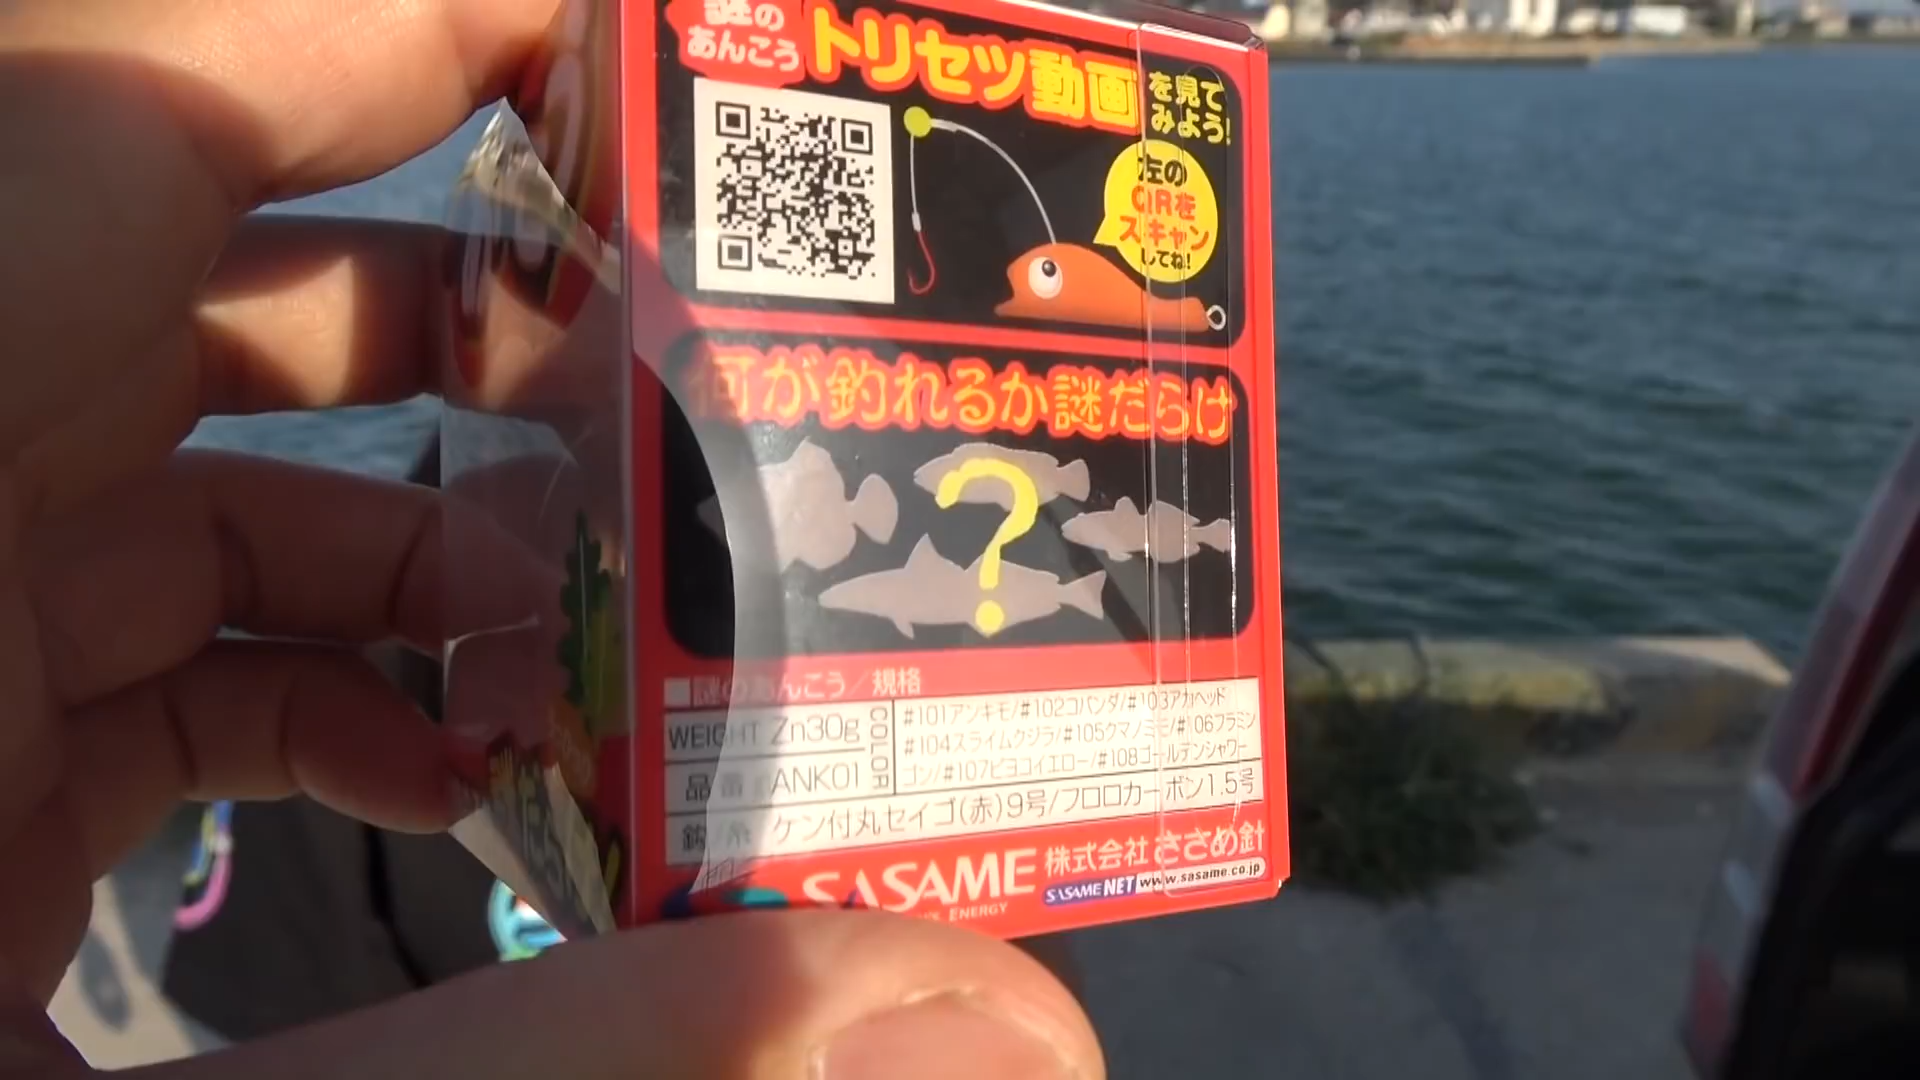 謎の
あんこう
トリセツ動画
を見て
みよう!
左の
QRを
スキャン
してね!
何が釣れるか謎だらけ
?
■謎のあんこう/規格
WEIGHT Zn30g
COLOR
#101アンキモ/#102コパンダ/#103アカヘッド
#104スライムクジラ/#105クマノミモ/#106フラミン
ゴン/#107ピヨコイエロー/#108ゴールデンシャワー
品番 ANK01
鈎/糸 ケン付丸セイゴ(赤)9号/フロロカーボン1.5号
SASAME 株式会社ささめ針
ENERGY
SASAME NET www.sasame.co.jp